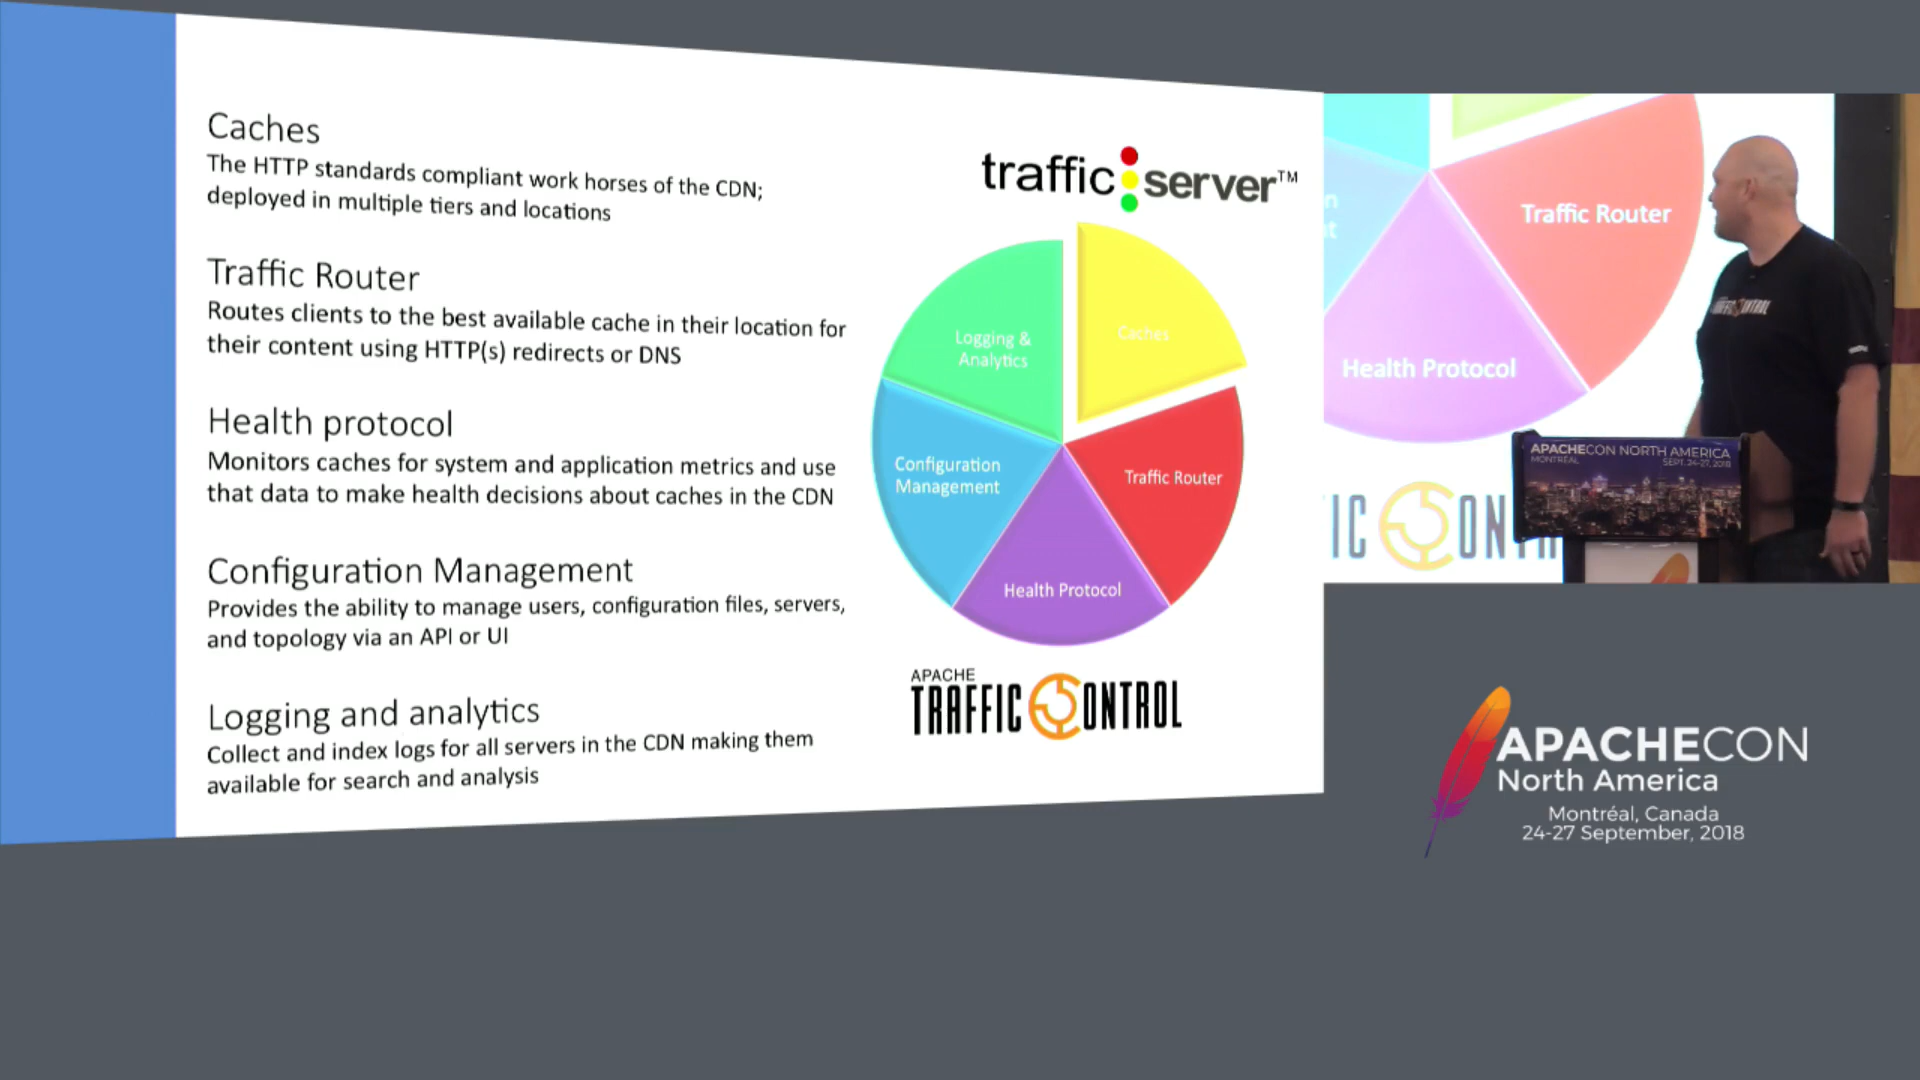 Caches
The HTTP standards compliant work horses of the CDN;
deployed in multiple tiers and locations
Traffic Router
Routes clients to the best available cache in their location for
their content using HTTP(s) redirects or DNS
Health protocol
Monitors caches for system and application metrics and use
that data to make health decisions about caches in the CDN
Configuration Management
Provides the ability to manage users, configuration files, servers,
and topology via an API or UI
Logging and analytics
Collect and index logs for all servers in the CDN making them
available for search and analysis
traffic server™
Logging &
Analytics
Caches
Configuration
Management
Traffic Router
Health Protocol
APACHE
TRAFFIC CONTROL
Traffic Router
Health Protocol
APACHECON NORTH AMERICA
MONTRÉAL SEPT. 24-27, 2018
APACHECON
North America
Montréal, Canada
24-27 September, 2018